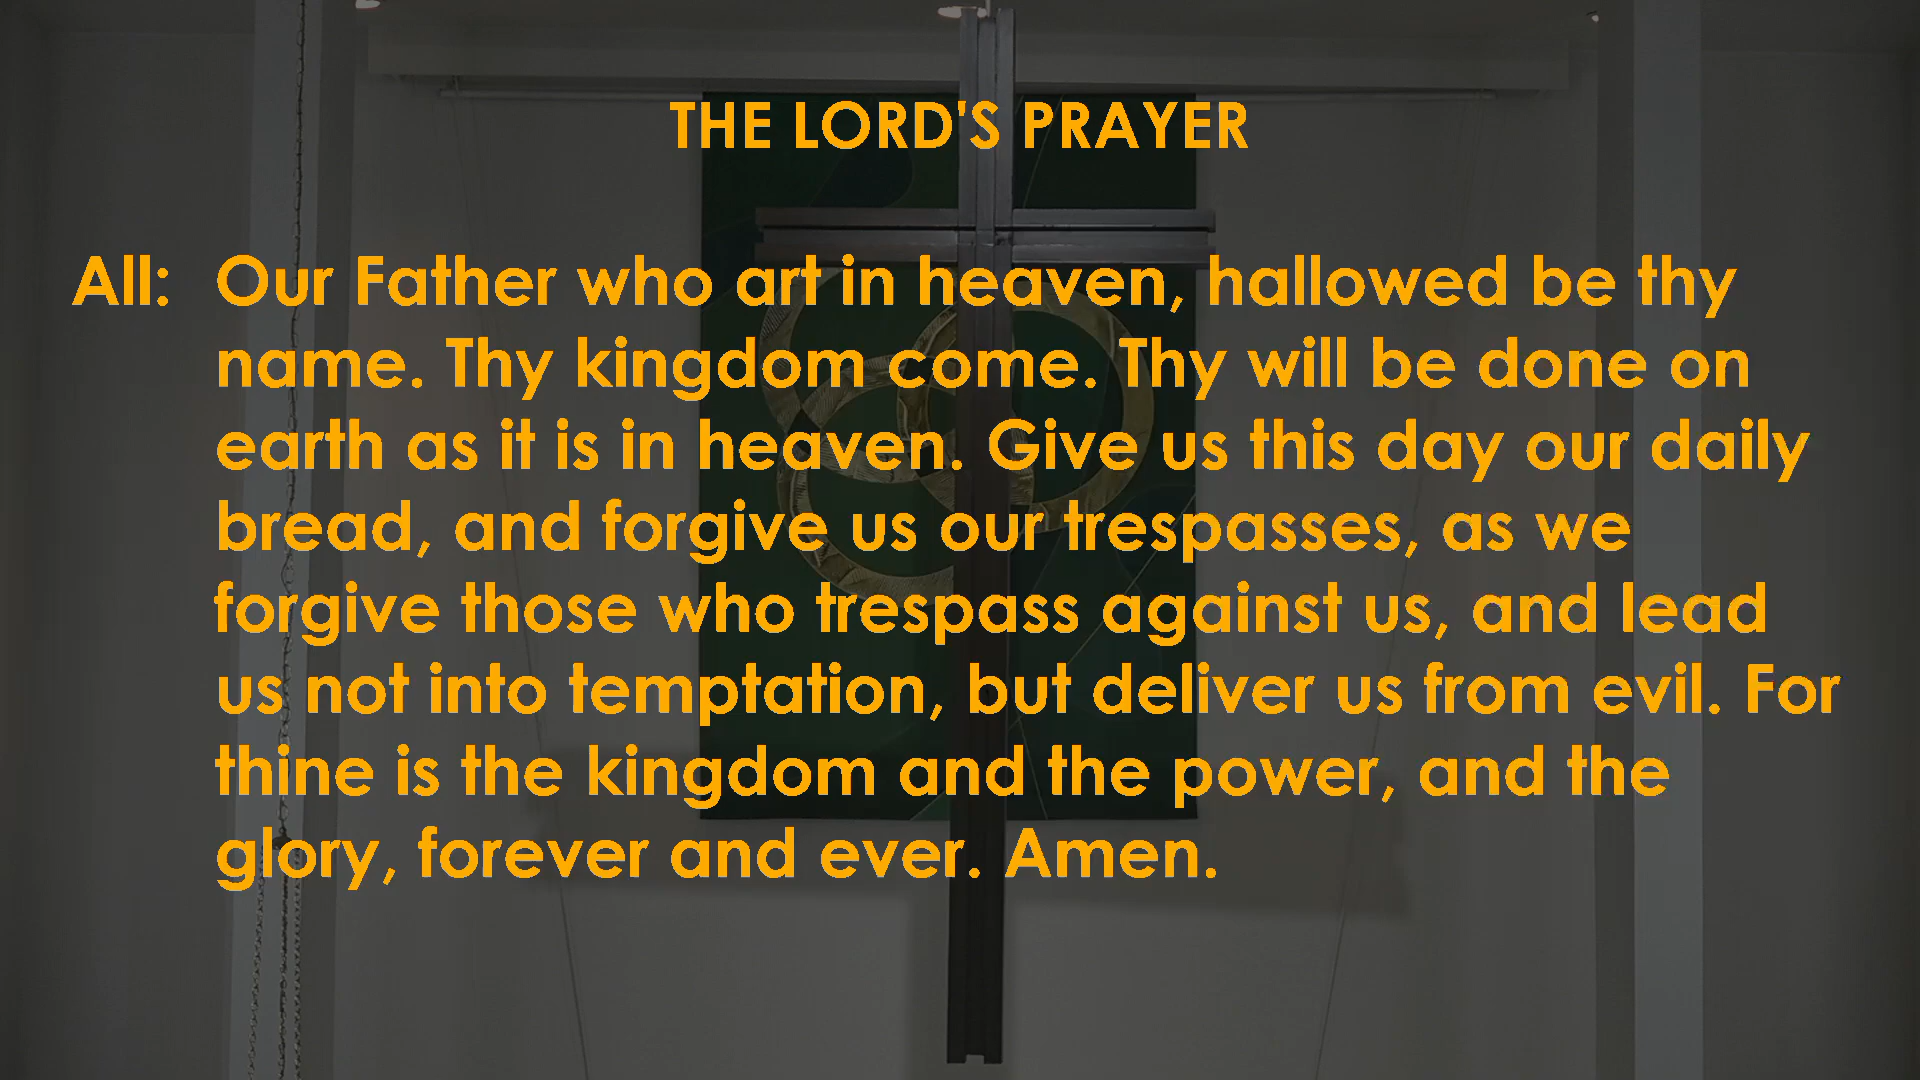 THE LORD'S PRAYER
All: Our Father who art in heaven, hallowed be thy
name. Thy kingdom come. Thy will be done on
earth as it is in heaven. Give us this day our daily
bread, and forgive us our trespasses, as we
forgive those who trespass against us, and lead
us not into temptation, but deliver us from evil. For
thine is the kingdom and the power, and the
glory, forever and ever. Amen.